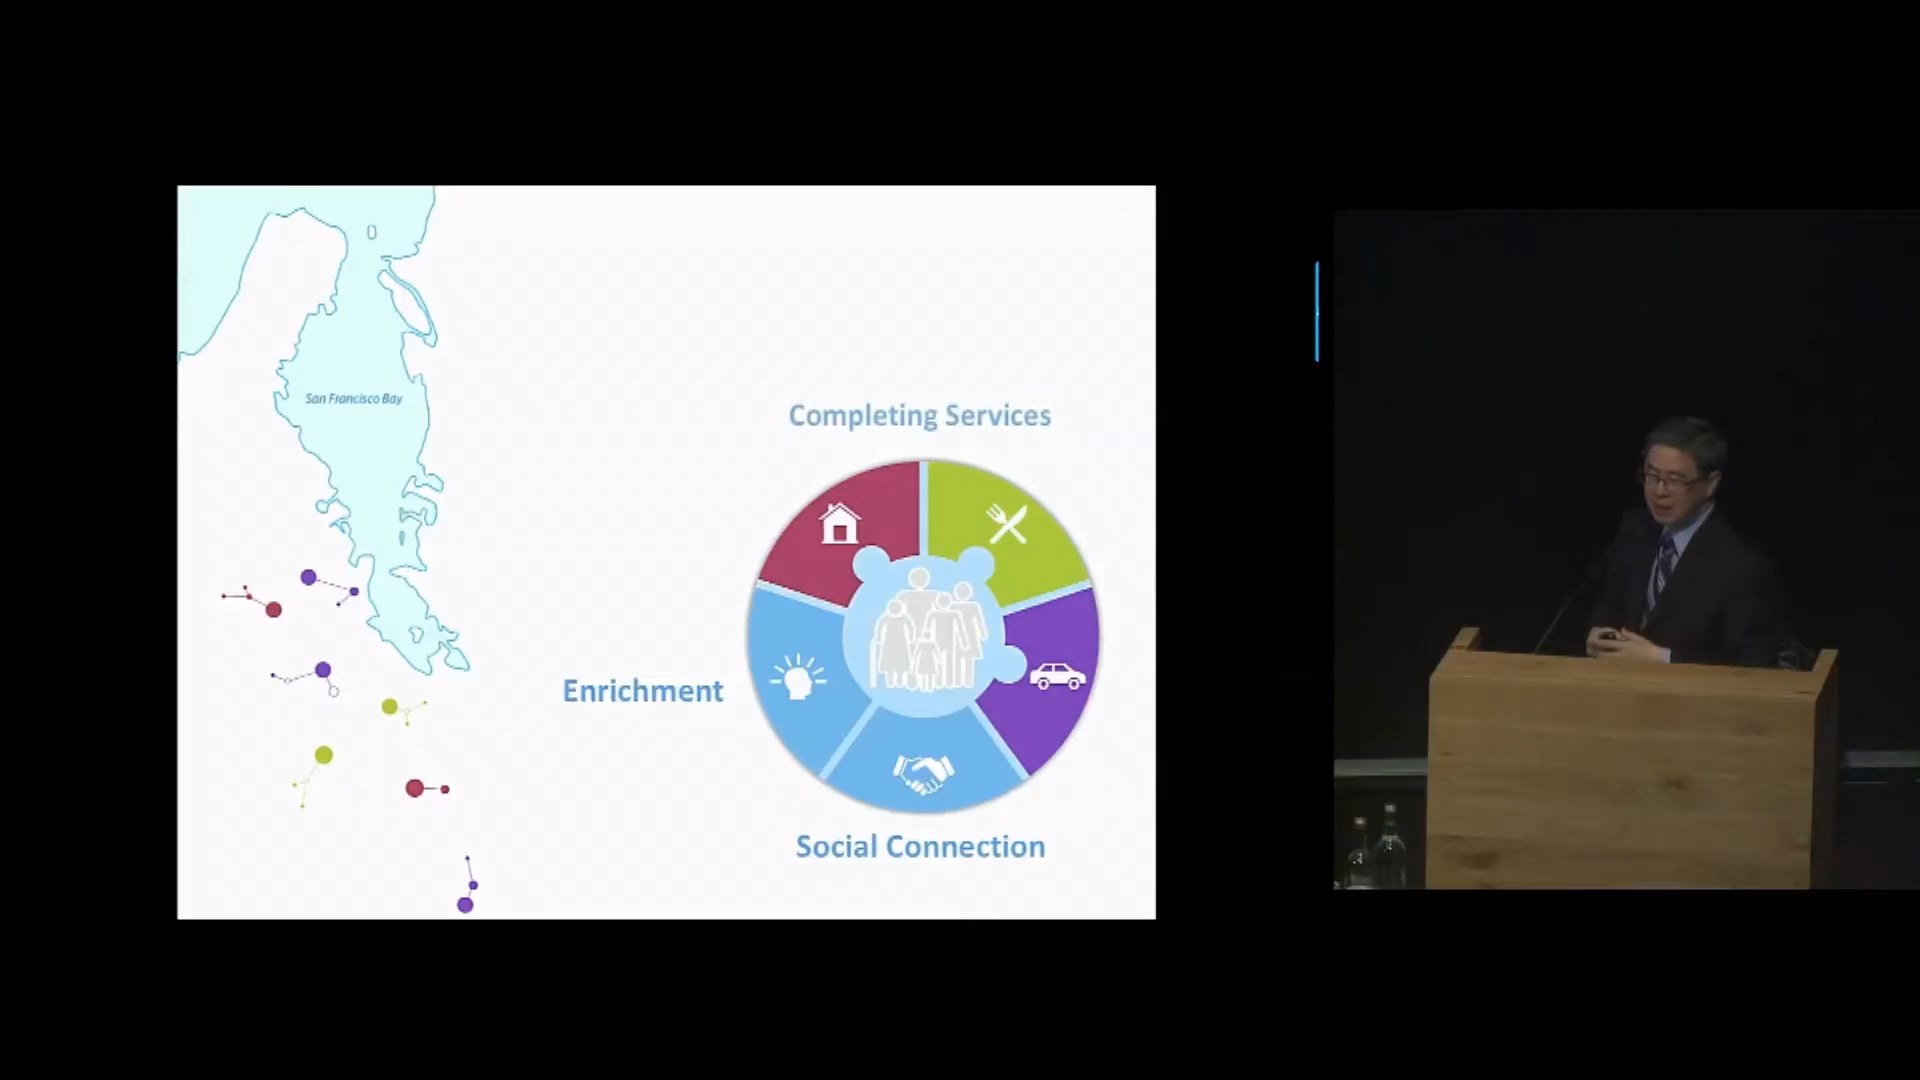 San Francisco Bay
Completing Services
Enrichment
Social Connection